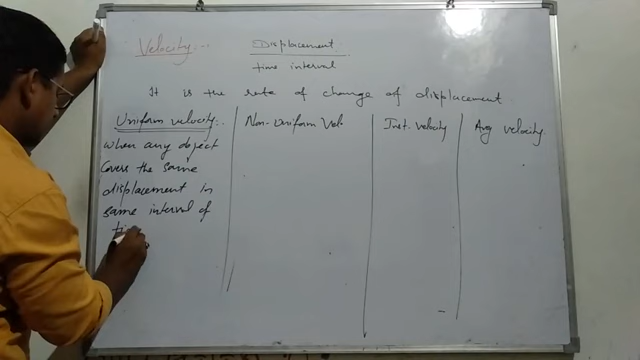 Velocity :-
Displacement
time interval
It is the rate of change of displacement
Uniform velocity :-
when any object
covers the same
displacement in
same interval of
Non-Uniform Vel.
Inst. velocity
Avg velocity.